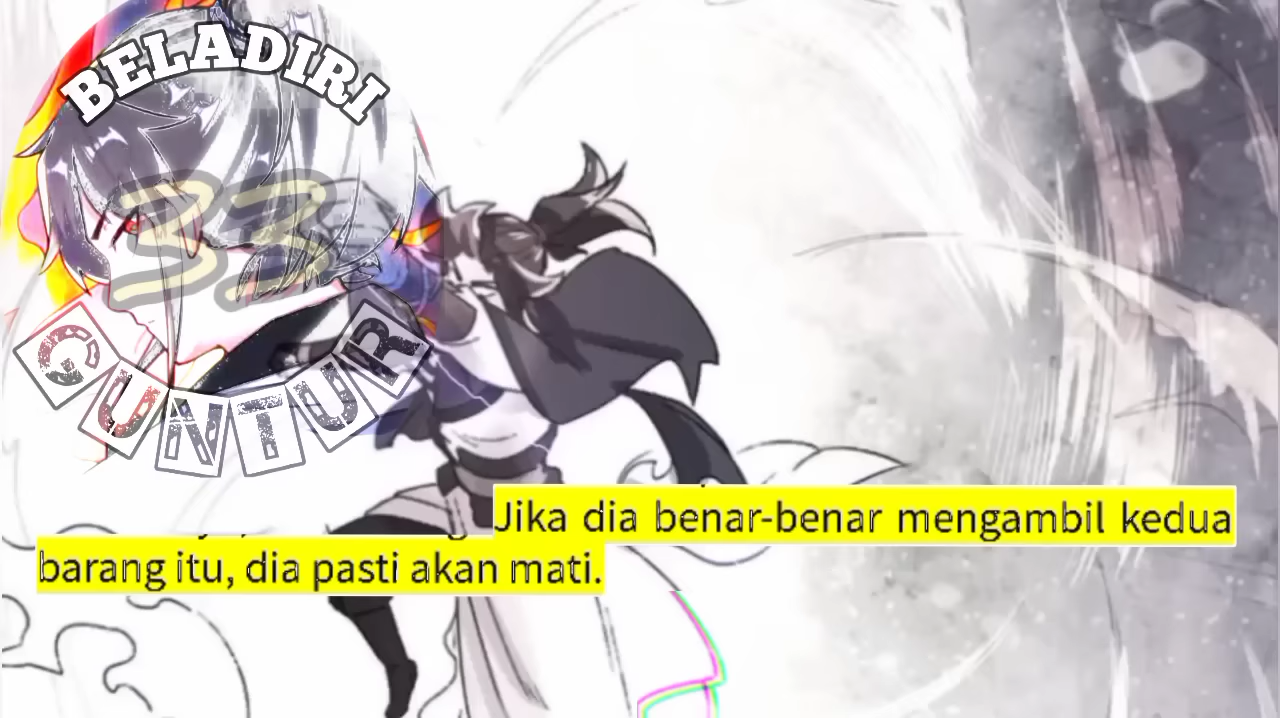 BELADIRI
33
GUNTUR
Jika dia benar-benar mengambil kedua
barang itu, dia pasti akan mati.